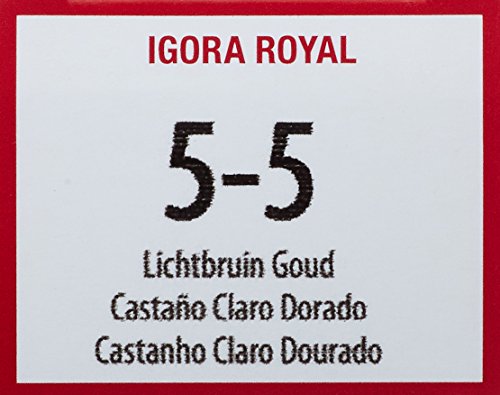 IGORA ROYAL
5-5
Lichtbruin Goud
Castaño Claro Dorado
Castanho Claro Dourado